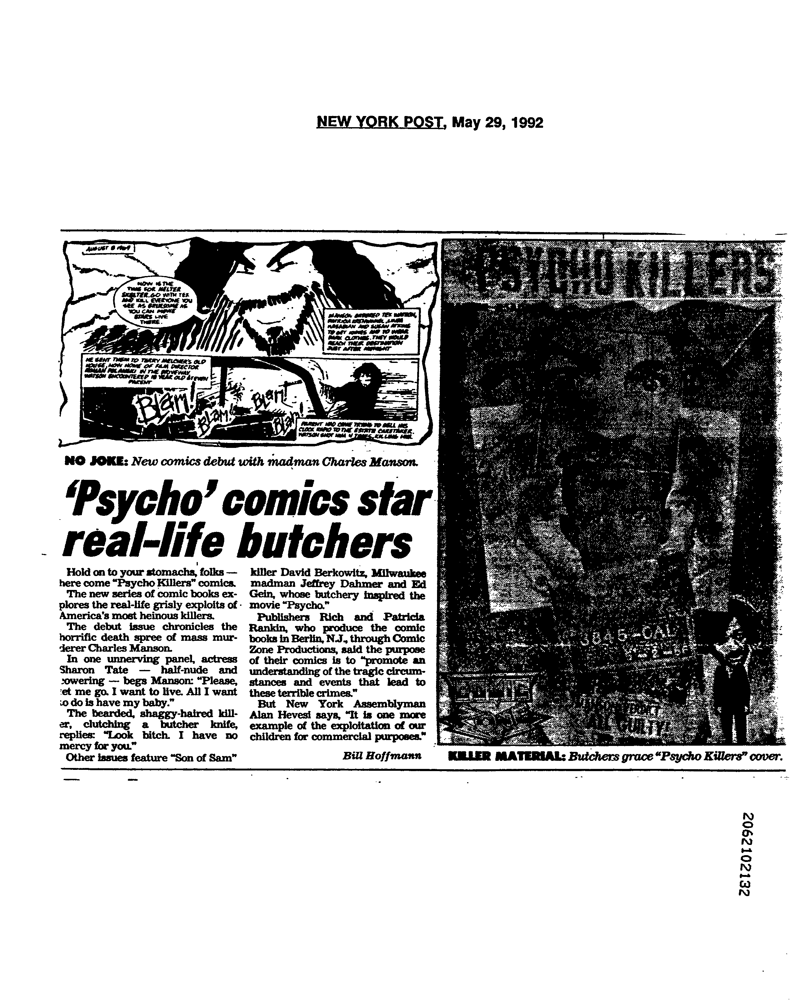 NEW YORK POST, May 29, 1992
AUGUST 8 1969
NOW IS THE
TIME FOR HELTER
SKELTER. GO WITH TEX
AND KILL EVERYONE YOU
SEE AS GRUESOME AS
YOU CAN MAKE
THERE.
MANSON ORDERED TEX WATSON,
PATRICIA KRENWINKEL, LINDA
KASABIAN AND SUSAN ATKINS
TO GET KNIVES AND TO WEAR
DARK CLOTHES. THEY WOULD
REACH THEIR DESTINATION
JUST AFTER MIDNIGHT
HE SENT THEM TO TERRY MELCHER'S OLD
HOUSE, NOW HOME OF FILM DIRECTOR
ROMAN POLANSKI. IN THE DRIVEWAY
WATSON ENCOUNTERED 18 YEAR OLD STEVEN
PARENT
Blam!
BLAM!
Blam!
BLAM!
PARENT HAD COME TRYING TO SELL HIS
CLOCK RADIO TO THE ESTATE CARETAKER.
WATSON SHOT HIM 4 TIMES, KILLING HIM.
NO JOKE: New comics debut with madman Charles Manson.
'Psycho' comics star
real-life butchers
Hold on to your stomachs, folks —
here come "Psycho Killers" comics.
The new series of comic books ex-
plores the real-life grisly exploits of
America's most heinous killers.
The debut issue chronicles the
horrific death spree of mass mur-
derer Charles Manson.
In one unnerving panel, actress
Sharon Tate — half-nude and
cowering — begs Manson: "Please,
let me go. I want to live. All I want
to do is have my baby."
The bearded, shaggy-haired kill-
er, clutching a butcher knife,
replies: "Look bitch. I have no
mercy for you."
Other issues feature "Son of Sam"
killer David Berkowitz, Milwaukee
madman Jeffrey Dahmer and Ed
Gein, whose butchery inspired the
movie "Psycho."
Publishers Rich and Patricia
Rankin, who produce the comic
books in Berlin, N.J., through Comic
Zone Productions, said the purpose
of their comics is to "promote an
understanding of the tragic circum-
stances and events that lead to
these terrible crimes."
But New York Assemblyman
Alan Hevesi says, "It is one more
example of the exploitation of our
children for commercial purposes."
Bill Hoffmann
PSYCHO KILLERS
COMIC
GUILTY!
KILLER MATERIAL: Butchers grace "Psycho Killers" cover.
2062102132